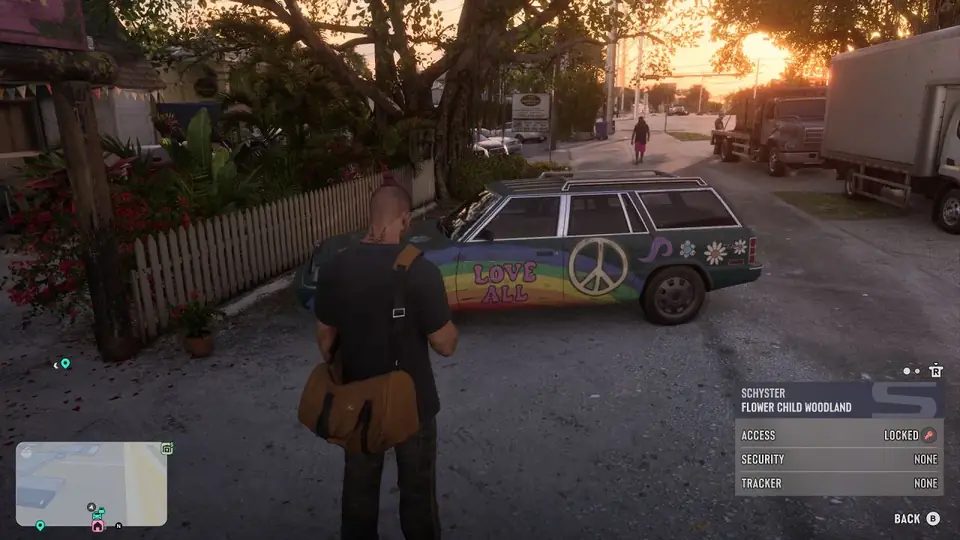 LOVE
ALL
R
SCHYSTER
FLOWER CHILD WOODLAND
ACCESS LOCKED
SECURITY NONE
TRACKER NONE
BACK B
N